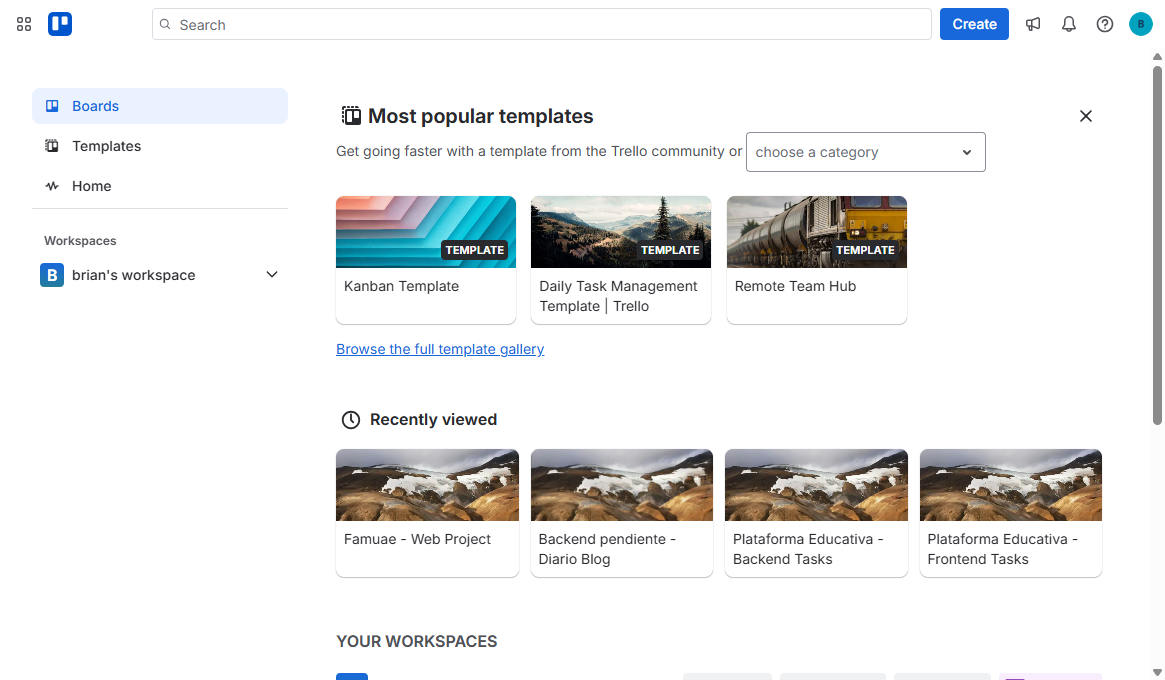 Search
Create
B
Boards
Templates
Home
Workspaces
B
brian's workspace
Most popular templates
Get going faster with a template from the Trello community or
choose a category
TEMPLATE
Kanban Template
TEMPLATE
Daily Task Management
Template | Trello
TEMPLATE
Remote Team Hub
Browse the full template gallery
Recently viewed
Famuae - Web Project
Backend pendiente -
Diario Blog
Plataforma Educativa -
Backend Tasks
Plataforma Educativa -
Frontend Tasks
YOUR WORKSPACES